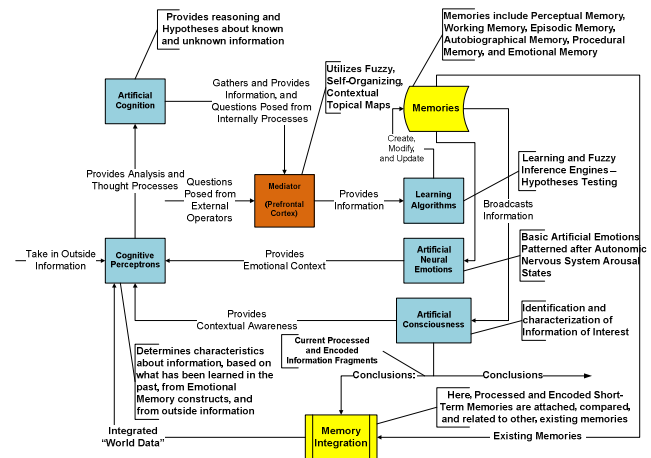 Provides reasoning and
Hypotheses about known
and unknown information
Memories include Perceptual Memory,
Working Memory, Episodic Memory,
Autobiographical Memory, Procedural
Memory, and Emotional Memory
Artificial
Cognition
Gathers and Provides
Information, and
Questions Posed from
Internally Processes
Utilizes Fuzzy,
Self-Organizing,
Contextual
Topical Maps
Memories
Create,
Modify,
and Update
Provides Analysis and
Thought Processes
Questions
Posed from
External
Operators
Mediator
(Prefrontal
Cortex)
Provides
Information
Learning
Algorithms
Broadcasts
Information
Learning and Fuzzy
Inference Engines—
Hypotheses Testing
Take in Outside
Information
Cognitive
Perceptrons
Provides
Emotional Context
Artificial
Neural
Emotions
Basic Artificial Emotions
Patterned after Autonomic
Nervous System Arousal
States
Provides
Contextual Awareness
Artificial
Consciousness
Identification and
characterization of
Information of Interest
Current Processed
and Encoded
Information Fragments
Determines characteristics
about information, based on
what has been learned in the
past, from Emotional
Memory constructs, and
from outside information
Conclusions:
Conclusions
Here, Processed and Encoded Short-
Term Memories are attached, compared,
and related to other, existing memories
Integrated
“World Data”
Memory
Integration
Existing Memories